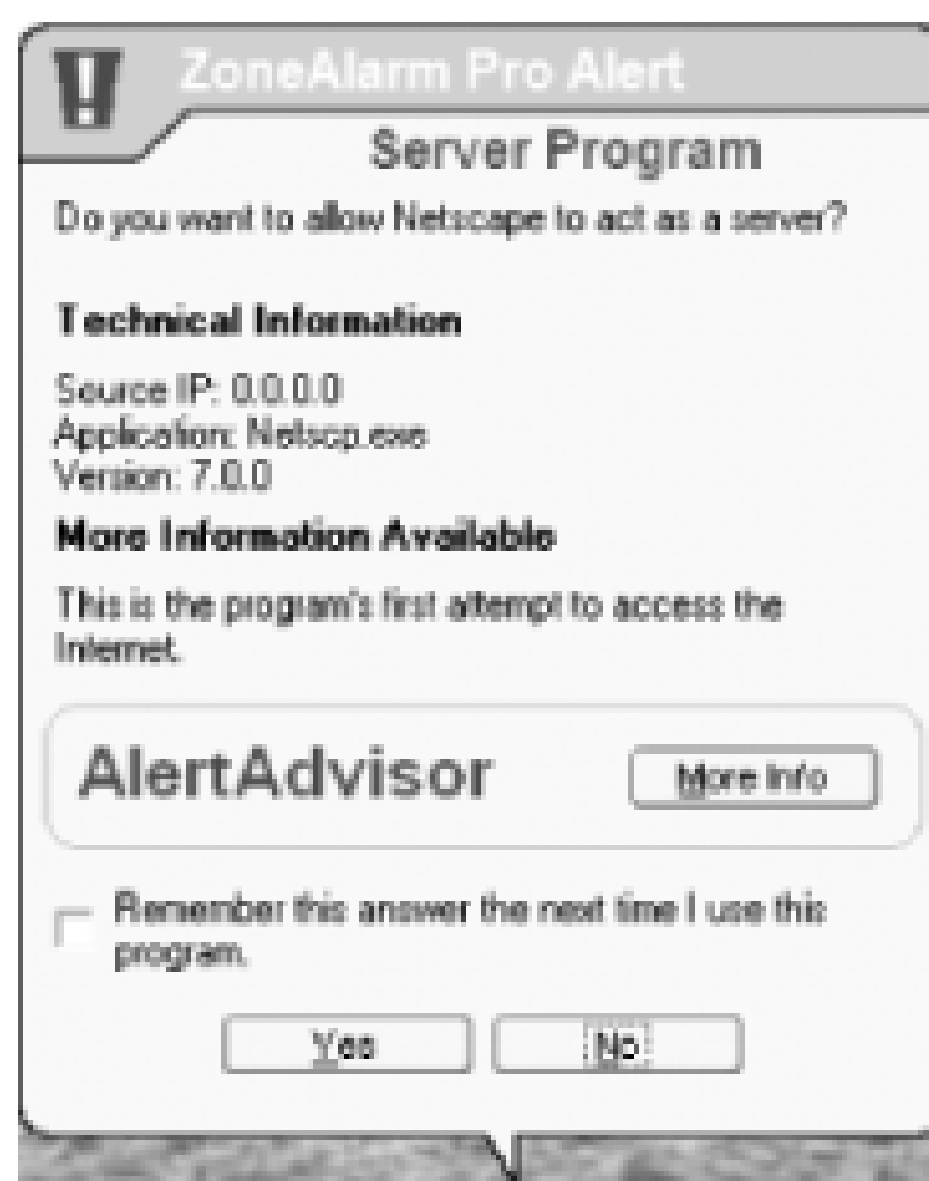 ZoneAlarm Pro Alert
Server Program
Do you want to allow Netscape to act as a server?
Technical Information
Source IP: 0.0.0.0
Application: Netscp.exe
Version: 7.0.0
More Information Available
This is the program's first attempt to access the
Internet.
AlertAdvisor
More Info
Remember this answer the next time I use this
program.
Yes
No